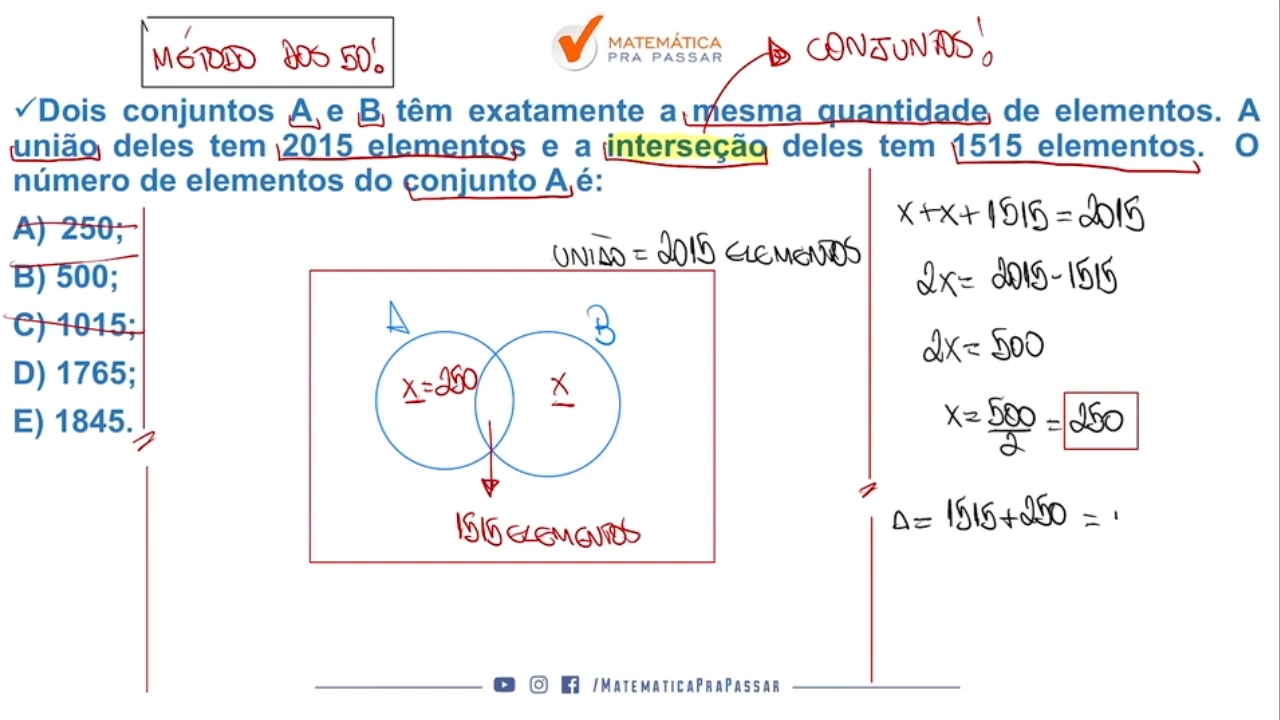 MÉTODO DOS 50!
MATEMÁTICA
PRA PASSAR
CONJUNTOS!
✓Dois conjuntos A e B têm exatamente a mesma quantidade de elementos. A
união deles tem 2015 elementos e a interseção deles tem 1515 elementos. O
número de elementos do conjunto A é:
A) 250;
B) 500;
C) 1015;
D) 1765;
E) 1845.
UNIÃO = 2015 ELEMENTOS
A
B
x = 250
x
1515 ELEMENTOS
x+x+1515=2015
2x= 2015-1515
2x= 500
x= 500/2 = 250
A= 1515+250 =
/MATEMATICAPRAPASSAR